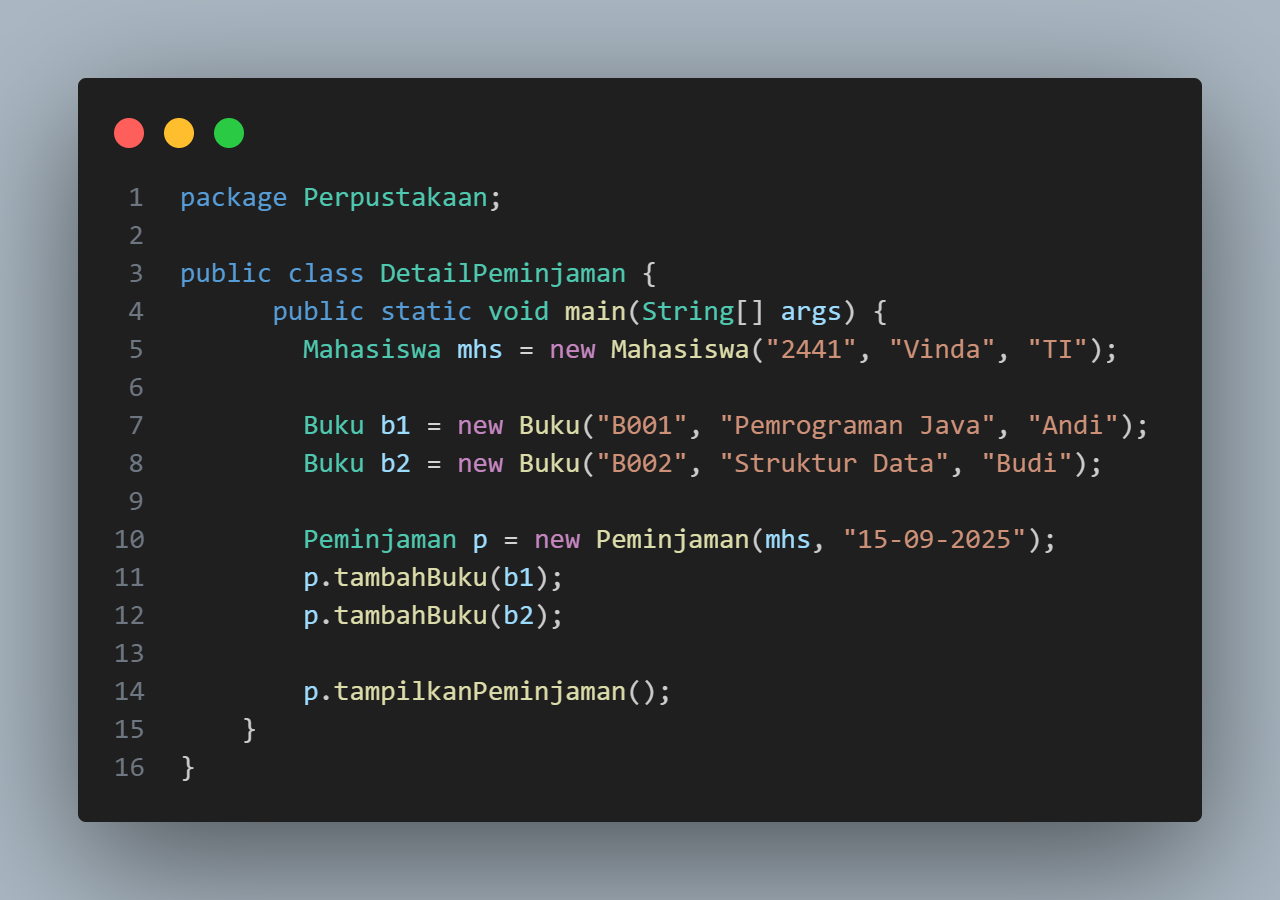 1 package Perpustakaan;
2
3 public class DetailPeminjaman {
4       public static void main(String[] args) {
5         Mahasiswa mhs = new Mahasiswa("2441", "Vinda", "TI");
6
7         Buku b1 = new Buku("B001", "Pemrograman Java", "Andi");
8         Buku b2 = new Buku("B002", "Struktur Data", "Budi");
9
10         Peminjaman p = new Peminjaman(mhs, "15-09-2025");
11         p.tambahBuku(b1);
12         p.tambahBuku(b2);
13
14         p.tampilkanPeminjaman();
15     }
16 }